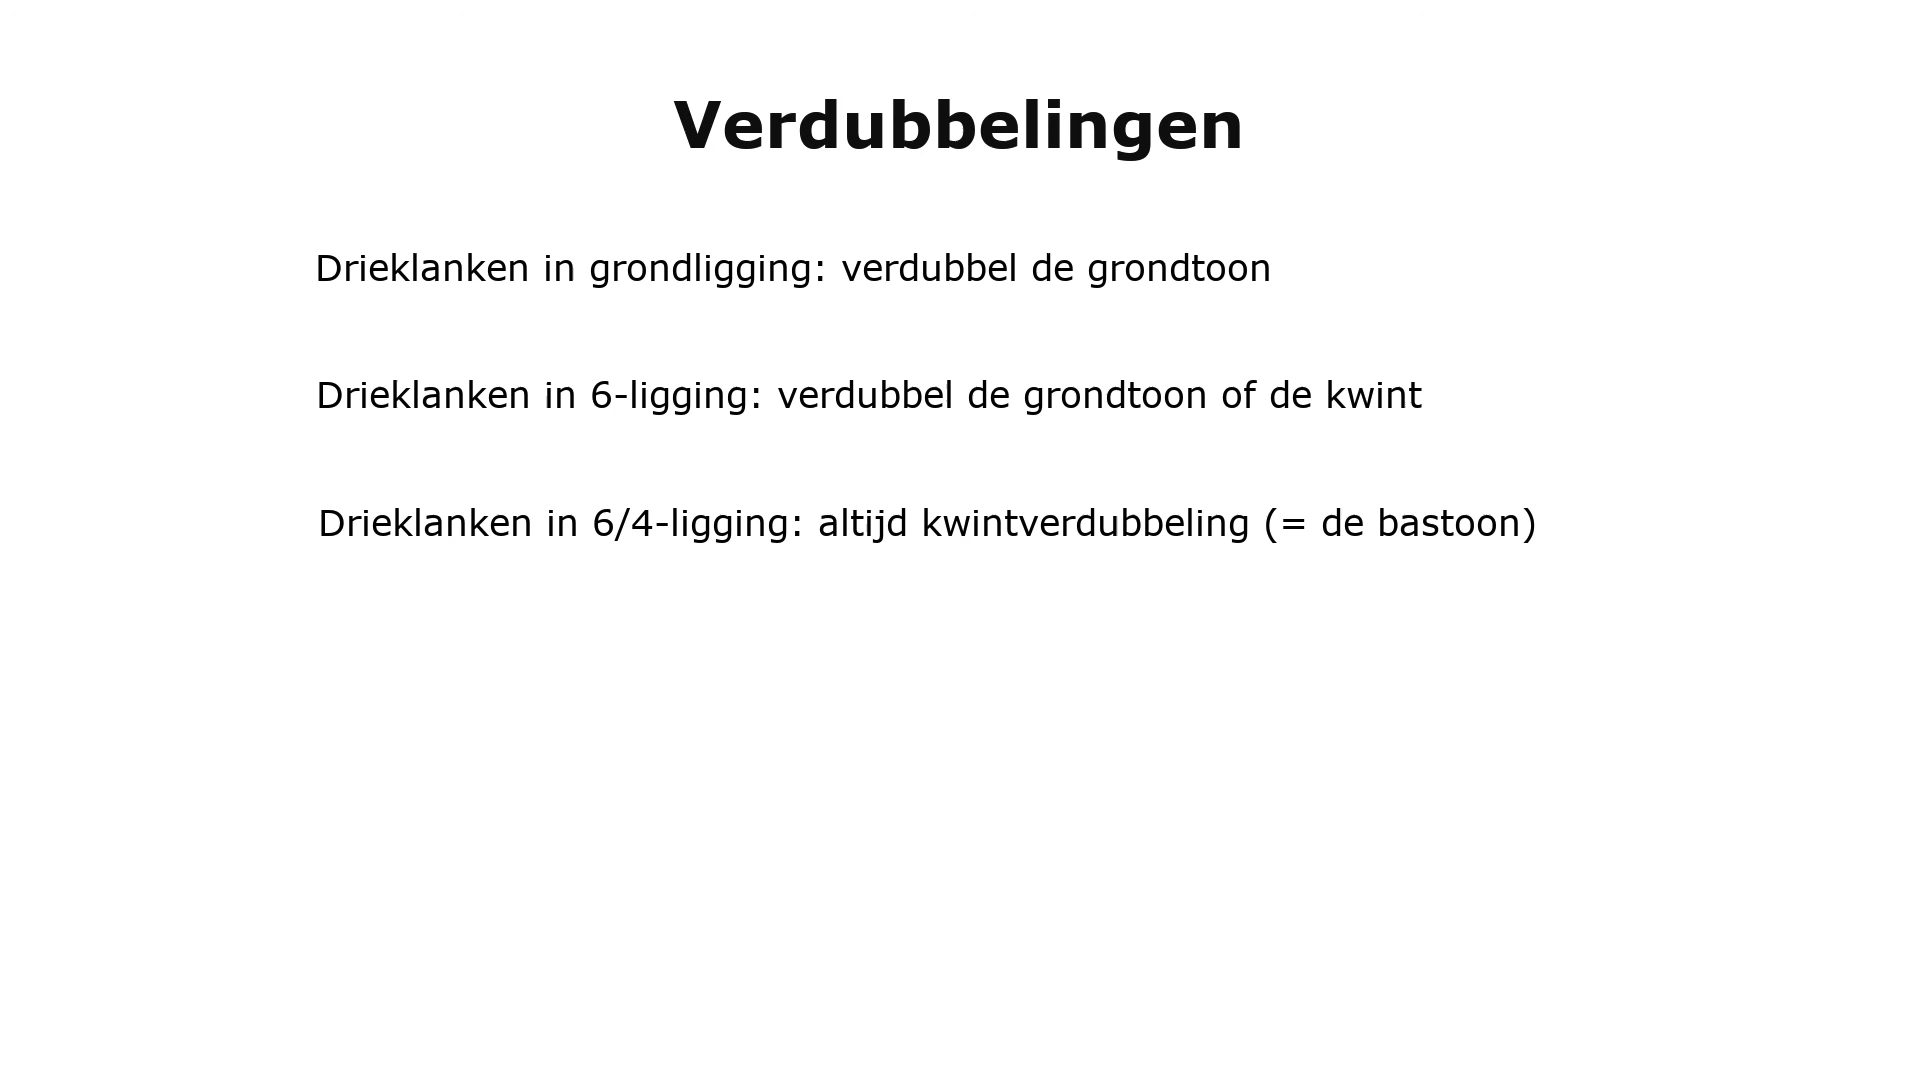 Verdubbelingen
Drieklanken in grondligging: verdubbel de grondtoon
Drieklanken in 6-ligging: verdubbel de grondtoon of de kwint
Drieklanken in 6/4-ligging: altijd kwintverdubbeling (= de bastoon)